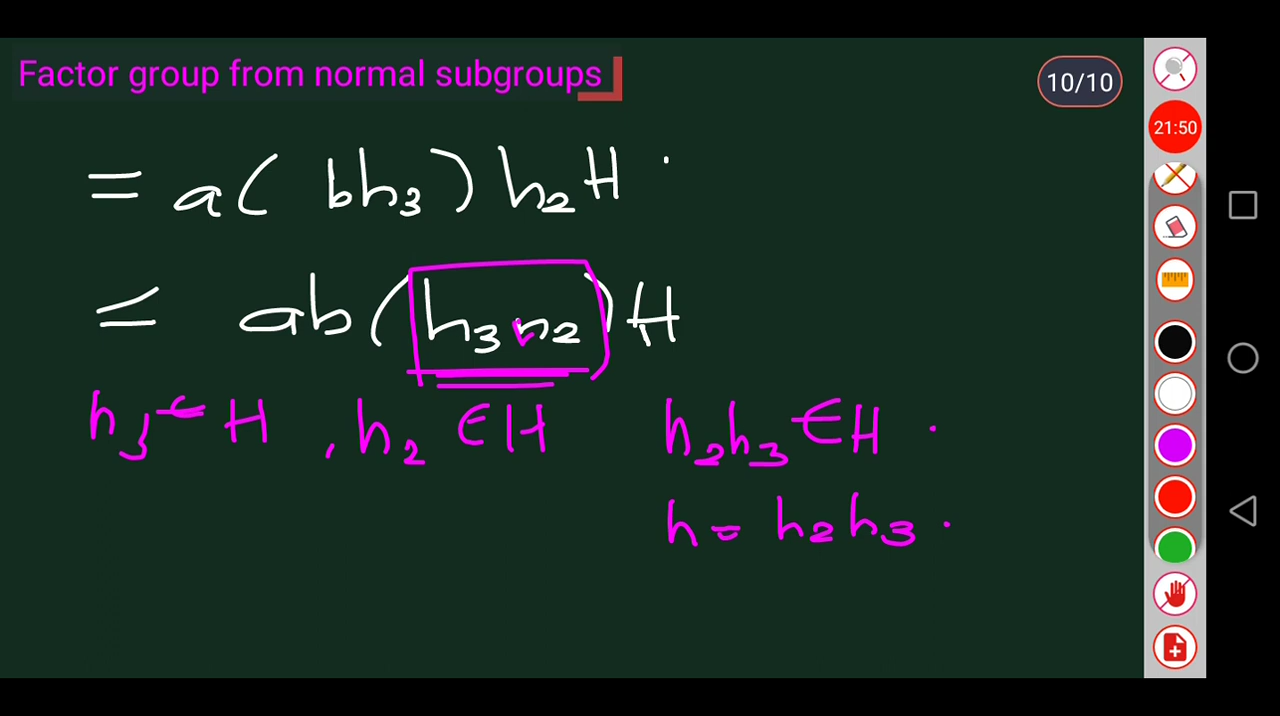 Factor group from normal subgroups
10/10
21:50
= a( bh₃ ) h₂H .
= ab ( h₃h₂ ) H
h₃ ∈ H , h₂ ∈ H h₂h₃ ∈ H .
h = h₂h₃ .